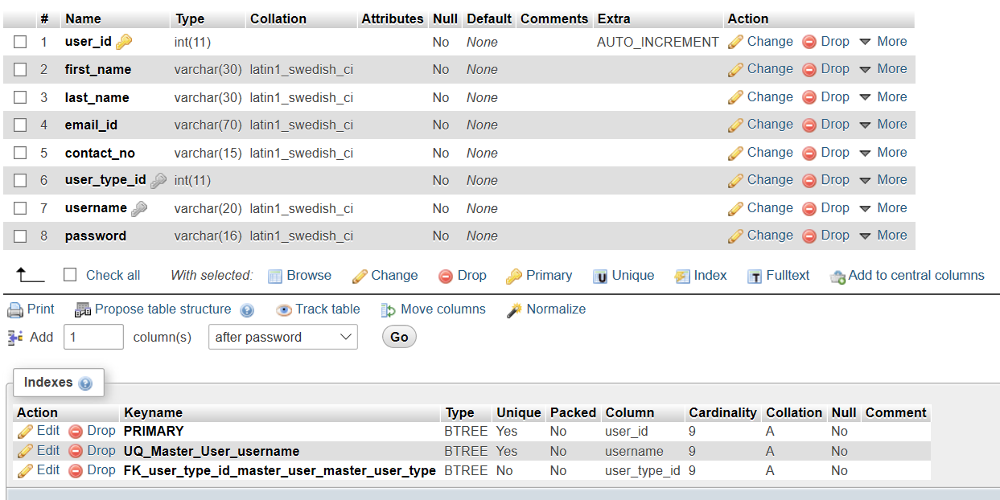 # Name Type Collation Attributes Null Default Comments Extra Action
1 user_id int(11) No None AUTO_INCREMENT Change Drop More
2 first_name varchar(30) latin1_swedish_ci No None Change Drop More
3 last_name varchar(30) latin1_swedish_ci No None Change Drop More
4 email_id varchar(70) latin1_swedish_ci No None Change Drop More
5 contact_no varchar(15) latin1_swedish_ci No None Change Drop More
6 user_type_id int(11) No None Change Drop More
7 username varchar(20) latin1_swedish_ci No None Change Drop More
8 password varchar(16) latin1_swedish_ci No None Change Drop More
Check all With selected: Browse Change Drop Primary Unique Index Fulltext Add to central columns
Print Propose table structure Track table Move columns Normalize
Add 1 column(s) after password Go
Indexes
Action Keyname Type Unique Packed Column Cardinality Collation Null Comment
Edit Drop PRIMARY BTREE Yes No user_id 9 A No
Edit Drop UQ_Master_User_username BTREE Yes No username 9 A No
Edit Drop FK_user_type_id_master_user_master_user_type BTREE No No user_type_id 9 A No